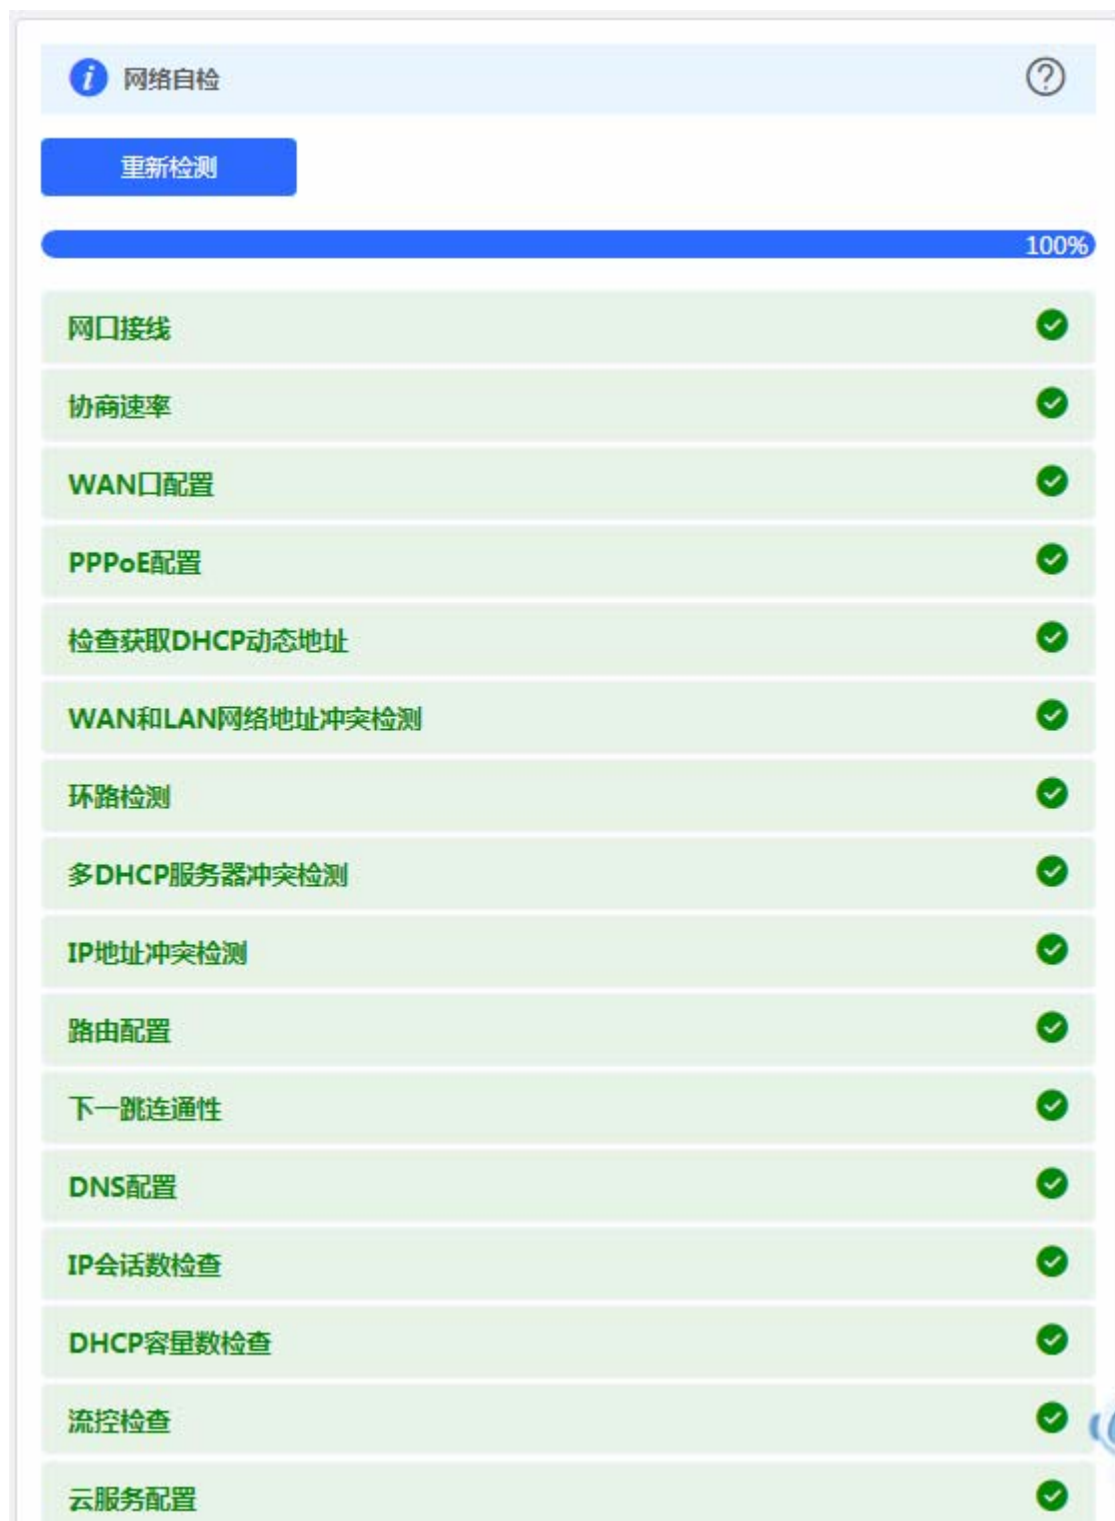 网络自检
重新检测
100%
网口接线
协商速率
WAN口配置
PPPoE配置
检查获取DHCP动态地址
WAN和LAN网络地址冲突检测
环路检测
多DHCP服务器冲突检测
IP地址冲突检测
路由配置
下一跳连通性
DNS配置
IP会话数检查
DHCP容量数检查
流控检查
云服务配置